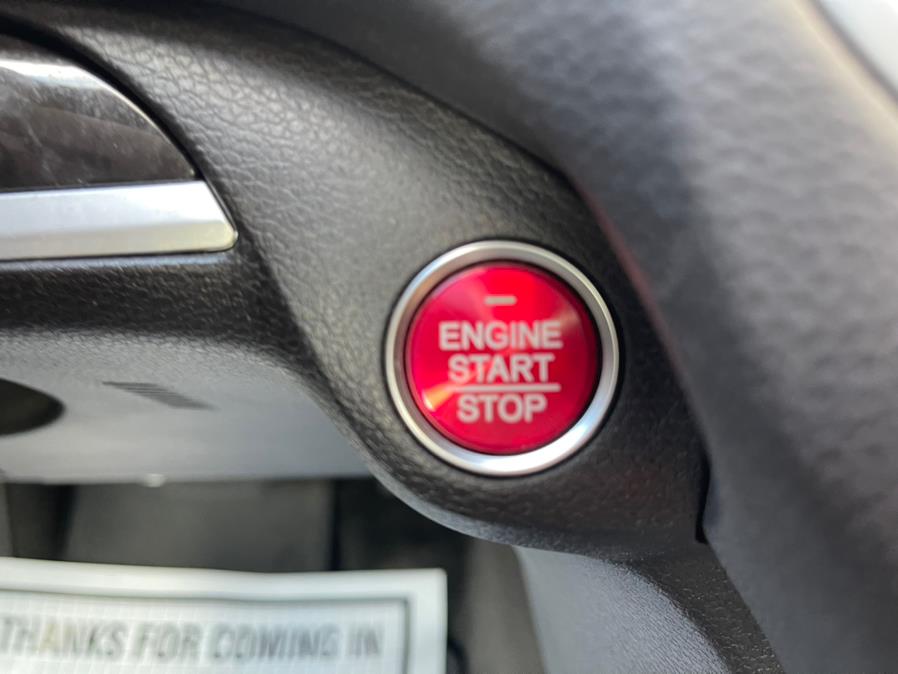 ENGINE
START
STOP
THANKS FOR COMING IN